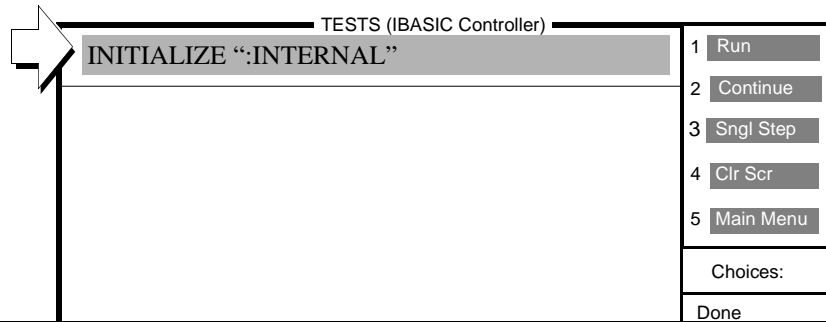 TESTS (IBASIC Controller)
INITIALIZE “:INTERNAL”
1 Run
2 Continue
3 Sngl Step
4 Clr Scr
5 Main Menu
Choices:
Done